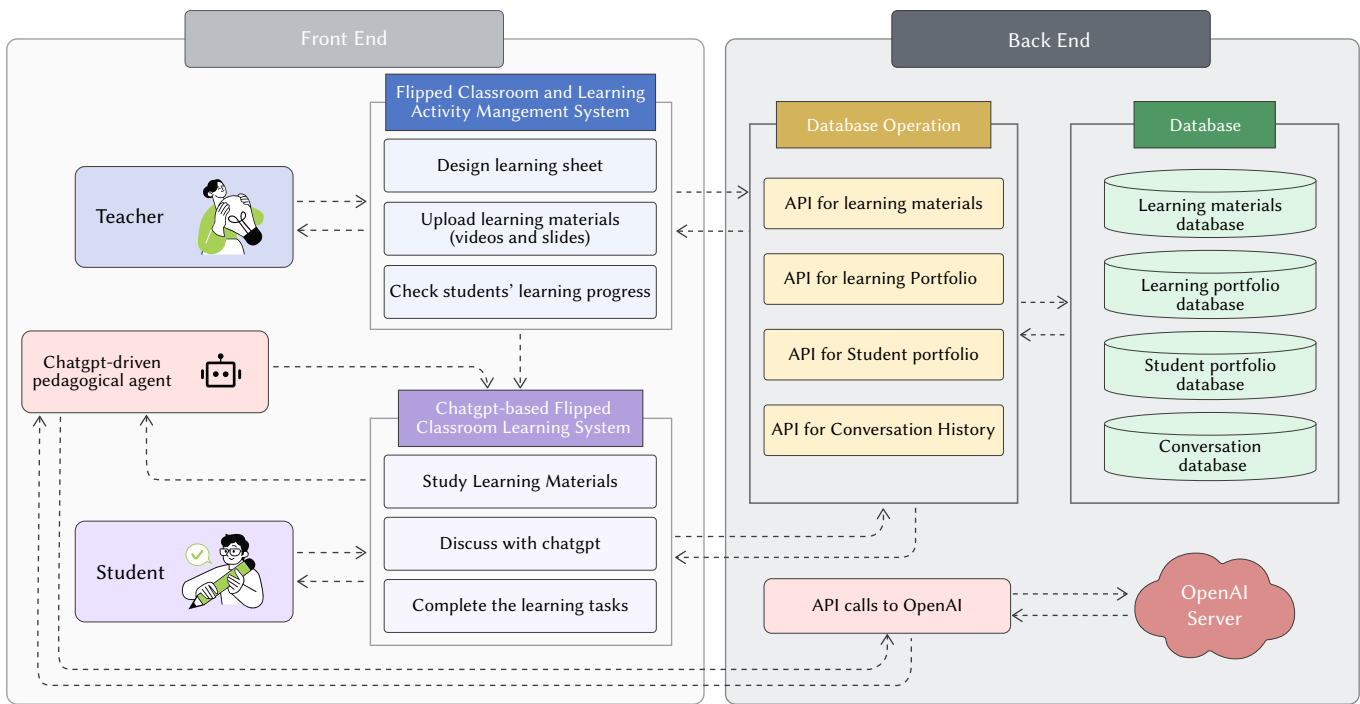 Front End
Back End
Flipped Classroom and Learning
Activity Mangement System
Design learning sheet
Upload learning materials
(videos and slides)
Check students’ learning progress
Teacher
Chatgpt-driven
pedagogical agent
Chatgpt-based Flipped
Classroom Learning System
Study Learning Materials
Discuss with chatgpt
Complete the learning tasks
Student
Database Operation
API for learning materials
API for learning Portfolio
API for Student portfolio
API for Conversation History
Database
Learning materials
database
Learning portfolio
database
Student portfolio
database
Conversation
database
API calls to OpenAI
OpenAI
Server